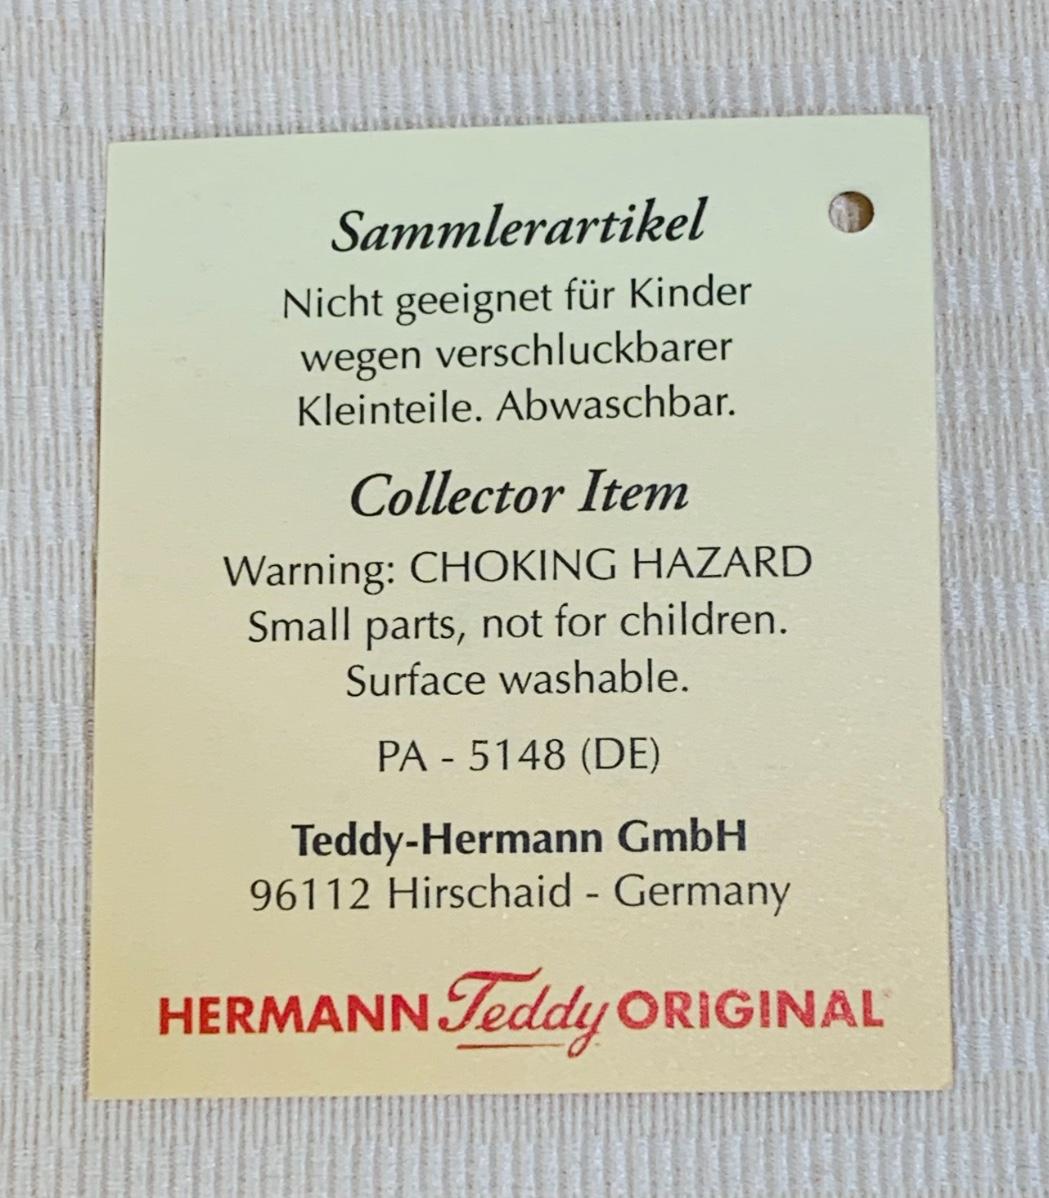 Sammlerartikel
Nicht geeignet für Kinder
wegen verschluckbarer
Kleinteile. Abwaschbar.
Collector Item
Warning: CHOKING HAZARD
Small parts, not for children.
Surface washable.
PA - 5148 (DE)
Teddy-Hermann GmbH
96112 Hirschaid - Germany
HERMANN Teddy ORIGINAL